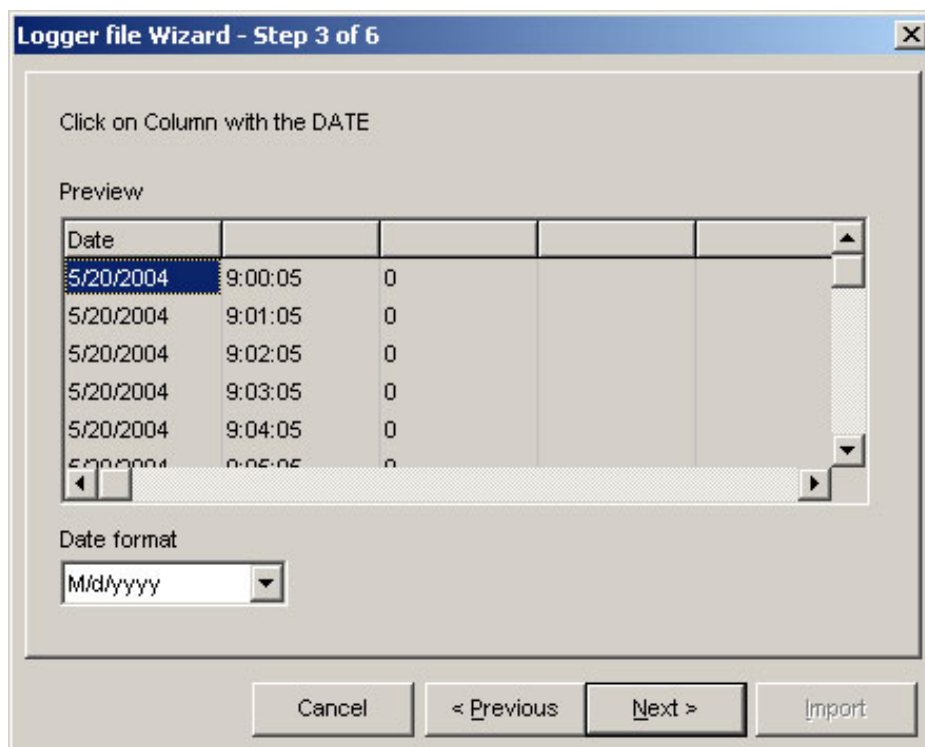 Logger file Wizard - Step 3 of 6
Click on Column with the DATE
Preview
Date
5/20/2004 9:00:05 0
5/20/2004 9:01:05 0
5/20/2004 9:02:05 0
5/20/2004 9:03:05 0
5/20/2004 9:04:05 0
Date format
M/d/yyyy
Cancel < Previous Next > Import